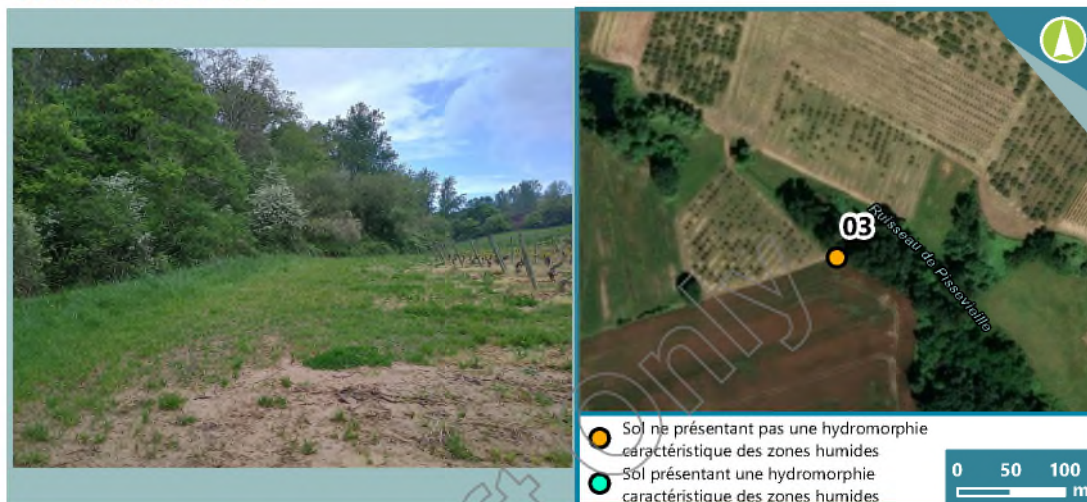 03
Ruisseau de Pissevieille
Sol ne présentant pas une hydromorphie
caractéristique des zones humides
Sol présentant une hydromorphie
caractéristique des zones humides
0 50 100
m
Only